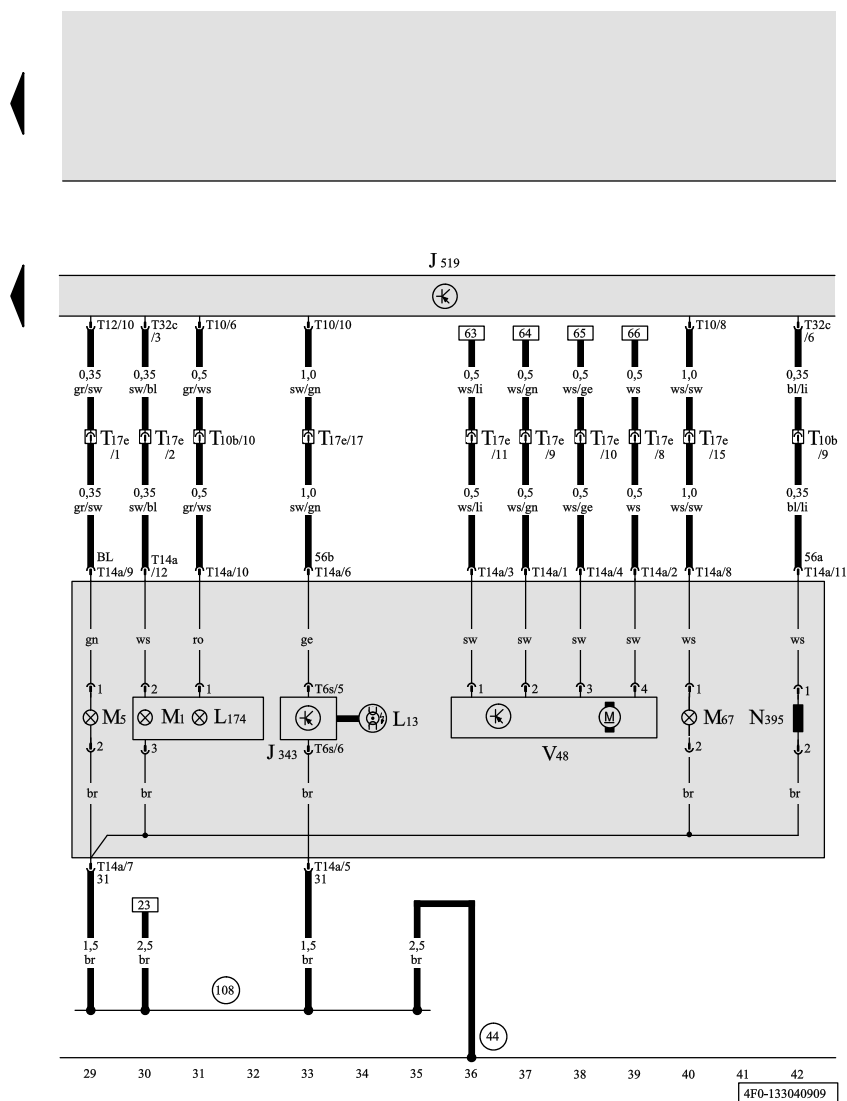 J 519
T12/10 T32c T10/6 T10/10 63 64 65 66 T10/8 T32c
/3 /6
0,35 0,35 0,5 1,0 0,5 0,5 0,5 0,5 1,0 0,35
gr/sw sw/bl gr/ws sw/gn ws/li ws/gn ws/ge ws ws/sw bl/li
T17e T17e T10b/10 T17e/17 T17e T17e T17e T17e T17e T10b
/1 /2 /11 /9 /10 /8 /15 /9
0,35 0,35 0,5 1,0 0,5 0,5 0,5 0,5 1,0 0,35
gr/sw sw/bl gr/ws sw/gn ws/li ws/gn ws/ge ws ws/sw bl/li
BL T14a 56b 56a
T14a/9 /12 T14a/10 T14a/6 T14a/3 T14a/1 T14a/4 T14a/2 T14a/8 T14a/11
gn ws ro ge sw sw sw sw ws ws
1 2 1 T6s/5 1 2 3 4 1 1
M5 M1 L174 L13 M M67 N395
2 3 J 343 T6s/6 V48 2 2
br br br br br
T14a/7 T14a/5
31 31
23
1,5 2,5 1,5 2,5
br br br br
108
44
29 30 31 32 33 34 35 36 37 38 39 40 41 42
4F0-133040909